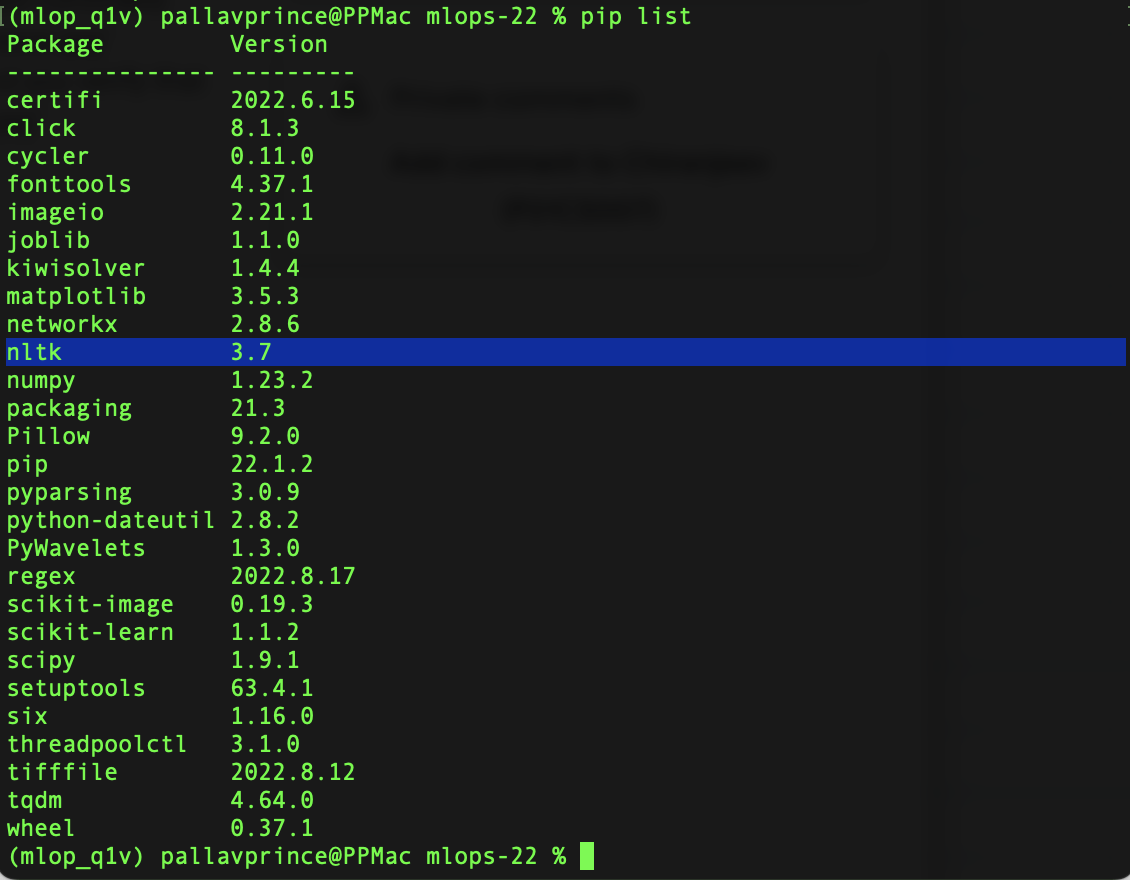 (mlop_q1v) pallavprince@PPMac mlops-22 % pip list
Package         Version
--------------- ---------
certifi         2022.6.15
click           8.1.3
cycler          0.11.0
fonttools       4.37.1
imageio         2.21.1
joblib          1.1.0
kiwisolver      1.4.4
matplotlib      3.5.3
networkx        2.8.6
nltk            3.7
numpy           1.23.2
packaging       21.3
Pillow          9.2.0
pip             22.1.2
pyparsing       3.0.9
python-dateutil 2.8.2
PyWavelets      1.3.0
regex           2022.8.17
scikit-image    0.19.3
scikit-learn    1.1.2
scipy           1.9.1
setuptools      63.4.1
six             1.16.0
threadpoolctl   3.1.0
tifffile        2022.8.12
tqdm            4.64.0
wheel           0.37.1
(mlop_q1v) pallavprince@PPMac mlops-22 %